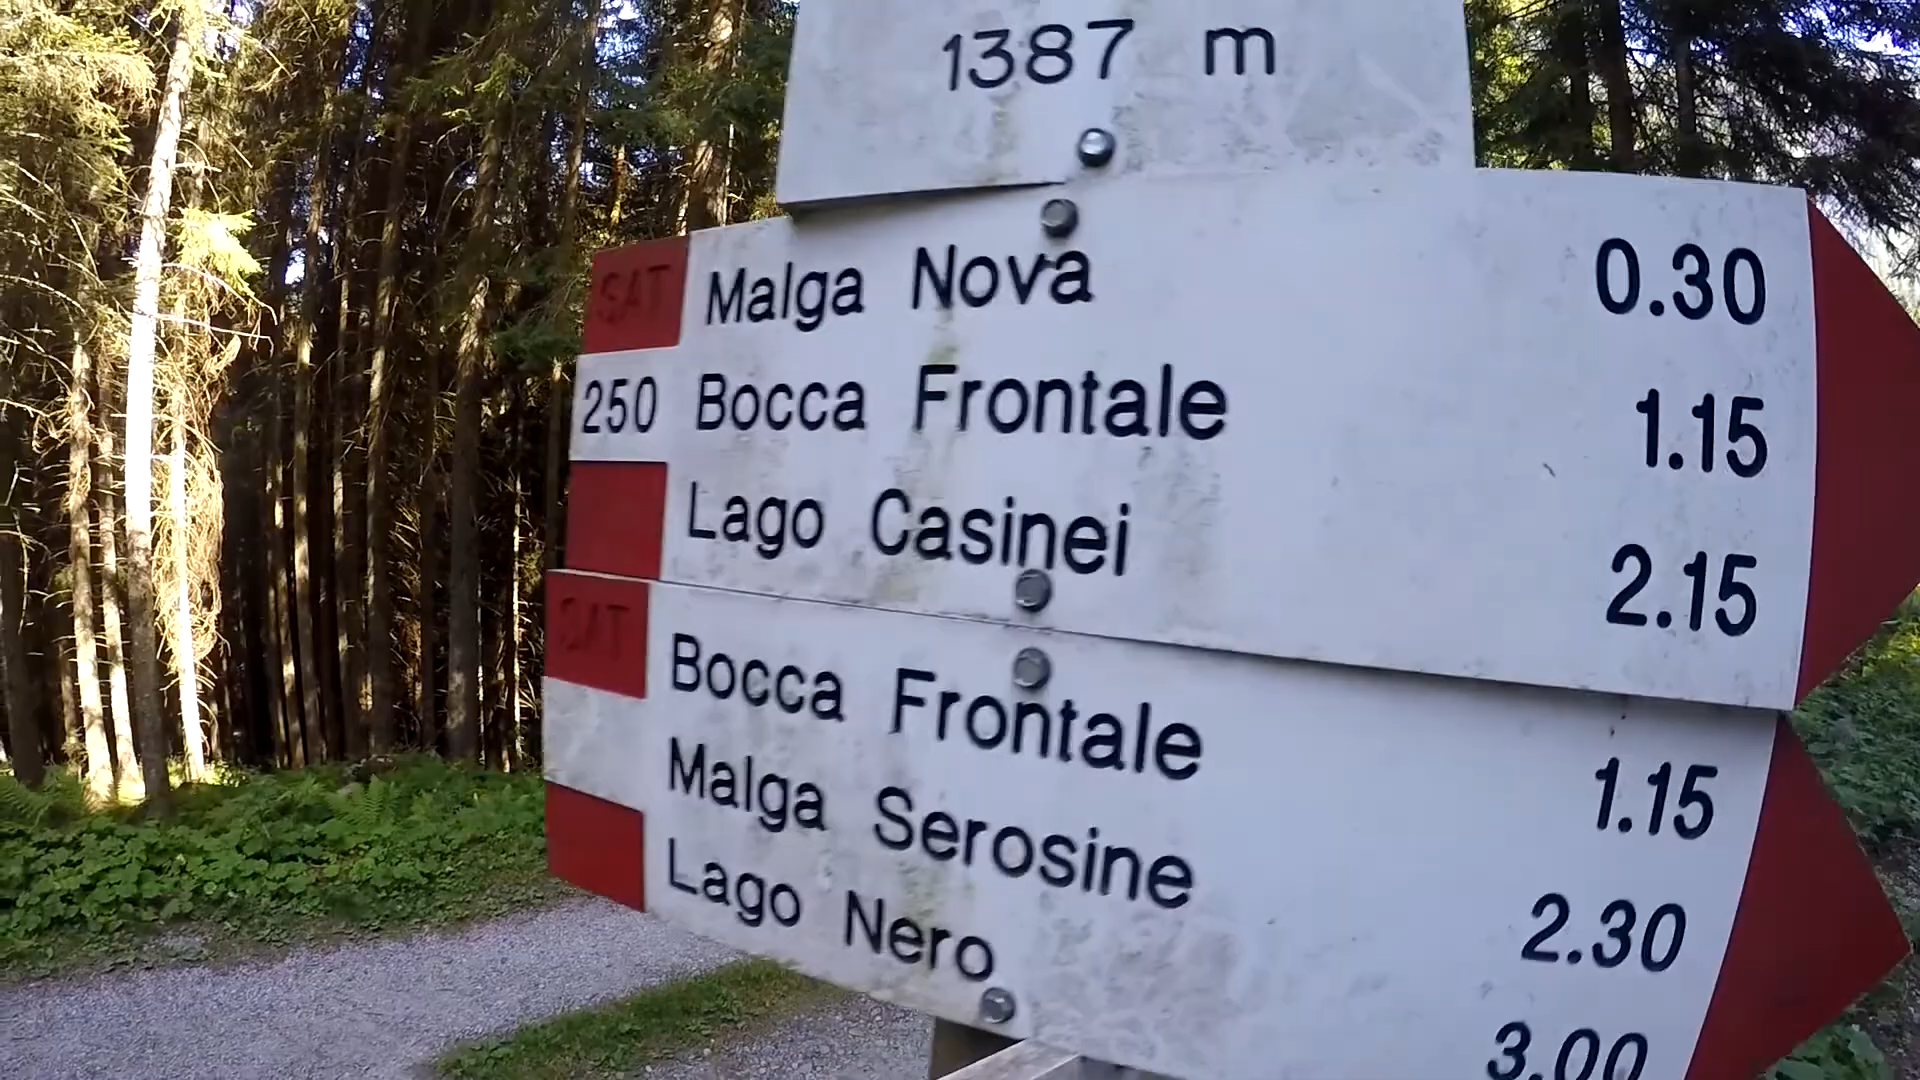 1387 m
SAT Malga Nova 0.30
250 Bocca Frontale 1.15
Lago Casinei 2.15
SAT Bocca Frontale 1.15
Malga Serosine 2.30
Lago Nero 3.00